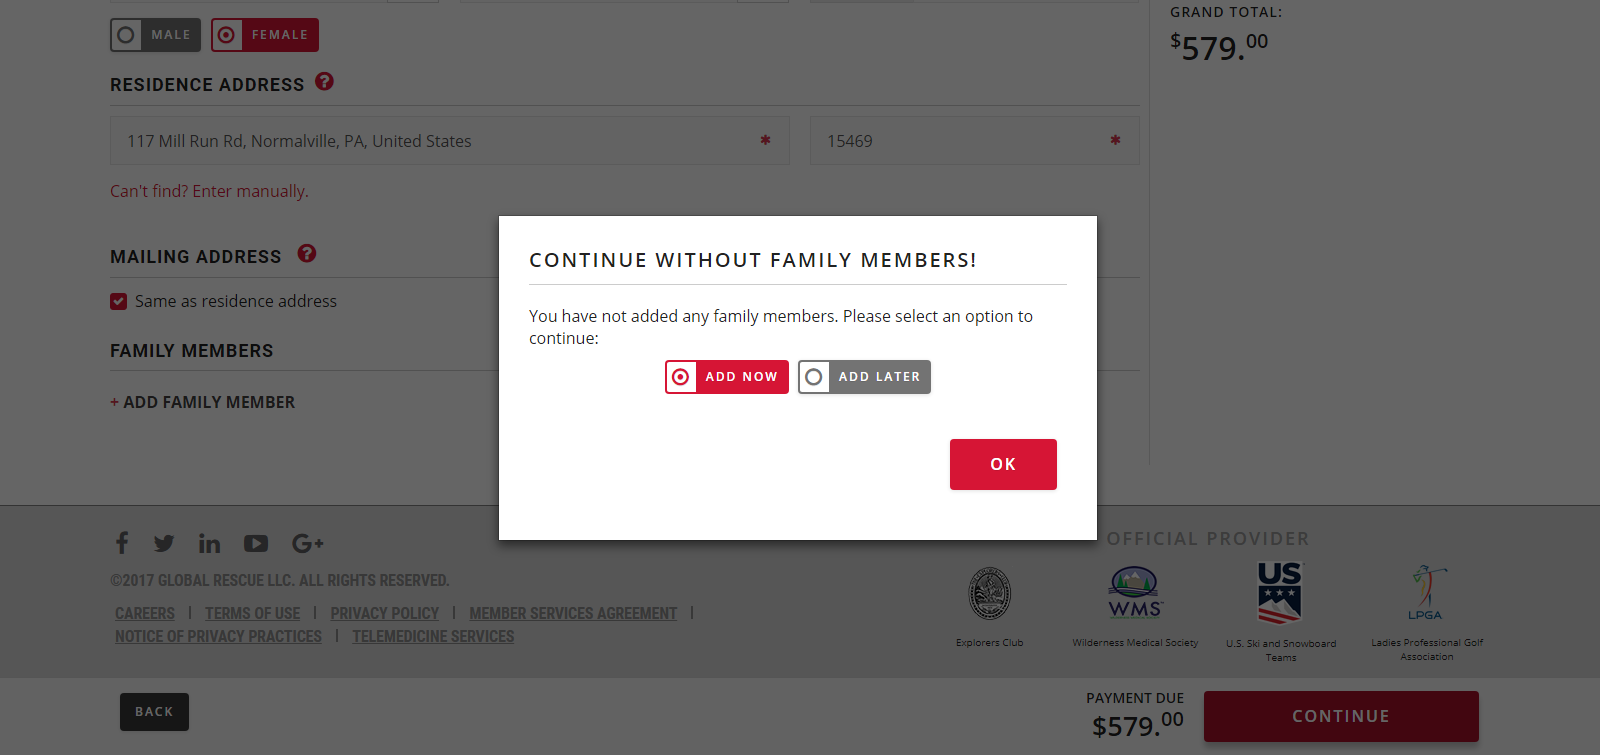 GRAND TOTAL:
$579.00
MALE FEMALE
RESIDENCE ADDRESS ?
117 Mill Run Rd, Normalville, PA, United States * 15469 *
Can't find? Enter manually.
MAILING ADDRESS ?
Same as residence address
FAMILY MEMBERS
+ ADD FAMILY MEMBER
CONTINUE WITHOUT FAMILY MEMBERS!
You have not added any family members. Please select an option to
continue:
ADD NOW ADD LATER
OK
©2017 GLOBAL RESCUE LLC. ALL RIGHTS RESERVED.
CAREERS | TERMS OF USE | PRIVACY POLICY | MEMBER SERVICES AGREEMENT |
NOTICE OF PRIVACY PRACTICES | TELEMEDICINE SERVICES
OFFICIAL PROVIDER
WMS
US
LPGA
Explorers Club
Wilderness Medical Society
U.S. Ski and Snowboard
Teams
Ladies Professional Golf
Association
BACK
PAYMENT DUE
$579.00
CONTINUE